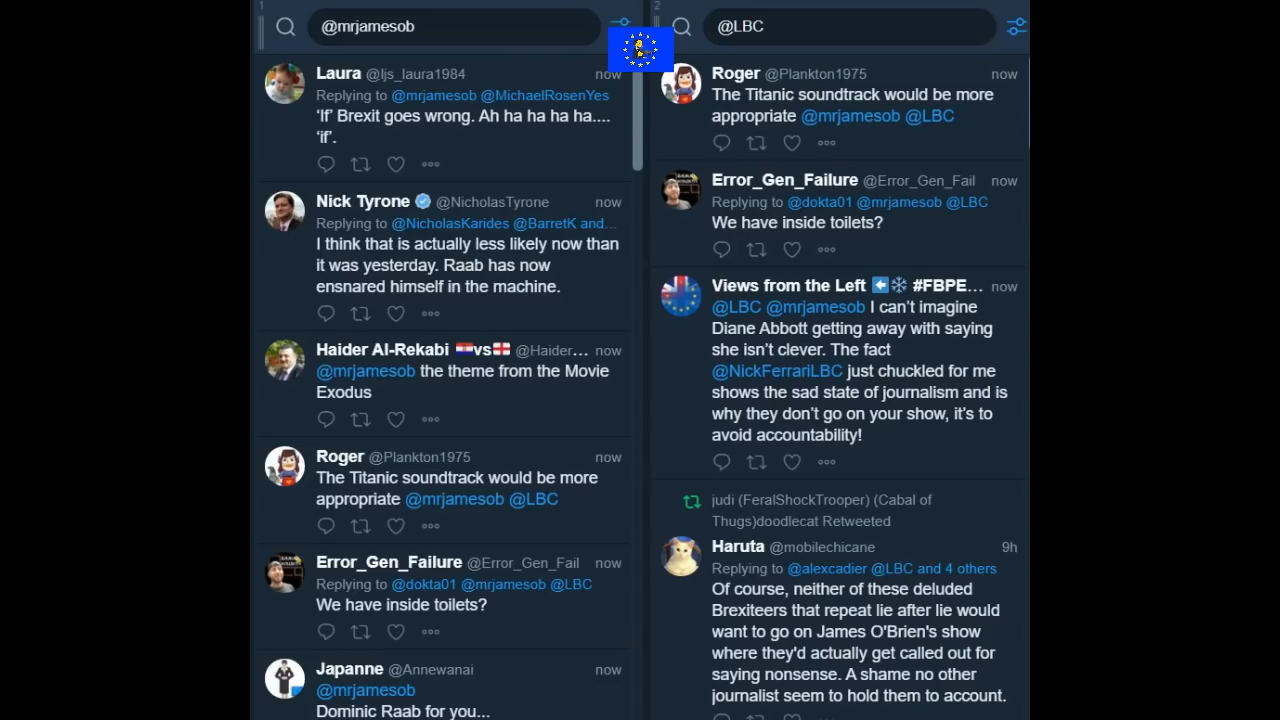 1
@mrjamesob
Laura @ljs_laura1984 now
Replying to @mrjamesob @MichaelRosenYes
‘If’ Brexit goes wrong. Ah ha ha ha ha....
‘if’.
Nick Tyrone @NicholasTyrone now
Replying to @NicholasKarides @BarretK and...
I think that is actually less likely now than
it was yesterday. Raab has now
ensnared himself in the machine.
Haider Al-Rekabi 🇭🇷vs🏴󠁧󠁢󠁥󠁮󠁧󠁿 @Haider... now
@mrjamesob the theme from the Movie
Exodus
Roger @Plankton1975 now
The Titanic soundtrack would be more
appropriate @mrjamesob @LBC
Error_Gen_Failure @Error_Gen_Fail now
Replying to @dokta01 @mrjamesob @LBC
We have inside toilets?
Japanne @Annewanai now
@mrjamesob
Dominic Raab for you...
2
@LBC
Roger @Plankton1975 now
The Titanic soundtrack would be more
appropriate @mrjamesob @LBC
Error_Gen_Failure @Error_Gen_Fail now
Replying to @dokta01 @mrjamesob @LBC
We have inside toilets?
Views from the Left ⬅️❄️ #FBPE... now
@LBC @mrjamesob I can’t imagine
Diane Abbott getting away with saying
she isn’t clever. The fact
@NickFerrariLBC just chuckled for me
shows the sad state of journalism and is
why they don’t go on your show, it’s to
avoid accountability!
judi (FeralShockTrooper) (Cabal of
Thugs)doodlecat Retweeted
Haruta @mobilechicane 9h
Replying to @alexcadier @LBC and 4 others
Of course, neither of these deluded
Brexiteers that repeat lie after lie would
want to go on James O'Brien's show
where they'd actually get called out for
saying nonsense. A shame no other
journalist seem to hold them to account.